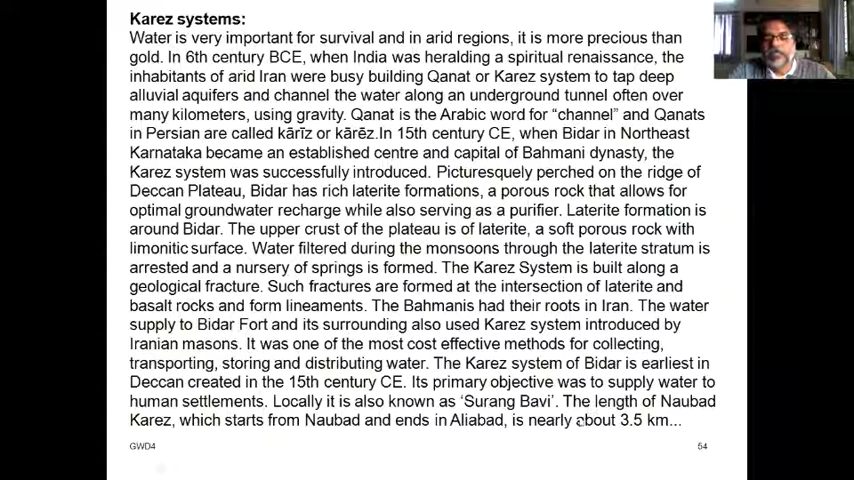 Karez systems:
Water is very important for survival and in arid regions, it is more precious than
gold. In 6th century BCE, when India was heralding a spiritual renaissance, the
inhabitants of arid Iran were busy building Qanat or Karez system to tap deep
alluvial aquifers and channel the water along an underground tunnel often over
many kilometers, using gravity. Qanat is the Arabic word for “channel” and Qanats
in Persian are called kārīz or kārēz.In 15th century CE, when Bidar in Northeast
Karnataka became an established centre and capital of Bahmani dynasty, the
Karez system was successfully introduced. Picturesquely perched on the ridge of
Deccan Plateau, Bidar has rich laterite formations, a porous rock that allows for
optimal groundwater recharge while also serving as a purifier. Laterite formation is
around Bidar. The upper crust of the plateau is of laterite, a soft porous rock with
limonitic surface. Water filtered during the monsoons through the laterite stratum is
arrested and a nursery of springs is formed. The Karez System is built along a
geological fracture. Such fractures are formed at the intersection of laterite and
basalt rocks and form lineaments. The Bahmanis had their roots in Iran. The water
supply to Bidar Fort and its surrounding also used Karez system introduced by
Iranian masons. It was one of the most cost effective methods for collecting,
transporting, storing and distributing water. The Karez system of Bidar is earliest in
Deccan created in the 15th century CE. Its primary objective was to supply water to
human settlements. Locally it is also known as ‘Surang Bavi’. The length of Naubad
Karez, which starts from Naubad and ends in Aliabad, is nearly about 3.5 km...
GWD4
54